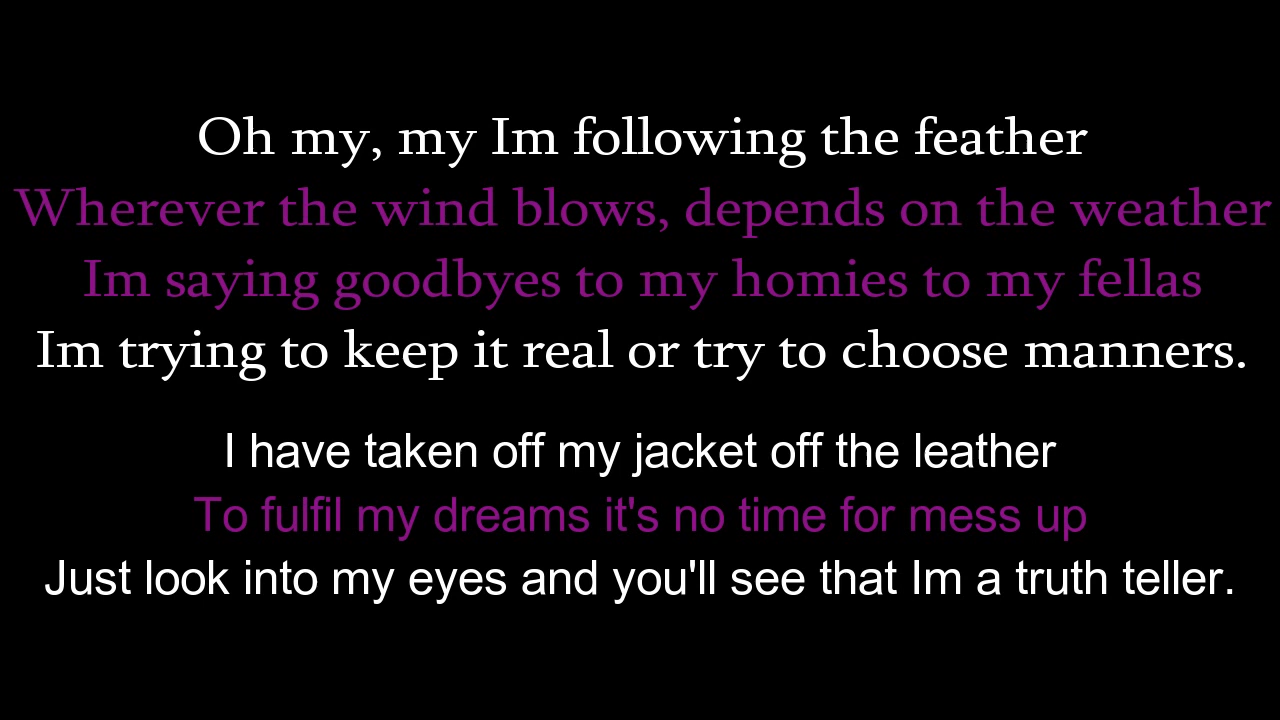 Oh my, my Im following the feather
Wherever the wind blows, depends on the weather
Im saying goodbyes to my homies to my fellas
Im trying to keep it real or try to choose manners.
I have taken off my jacket off the leather
To fulfil my dreams it's no time for mess up
Just look into my eyes and you'll see that Im a truth teller.